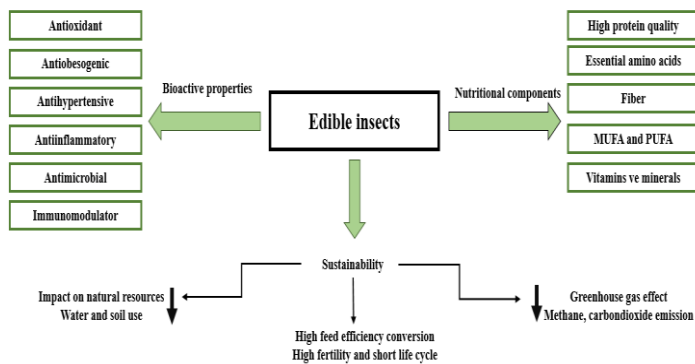 Antioxidant
Antiobesogenic
Antihypertensive
Antiinflammatory
Antimicrobial
Immunomodulator
Bioactive properties
Edible insects
Nutritional components
High protein quality
Essential amino acids
Fiber
MUFA and PUFA
Vitamins ve minerals
Sustainability
Impact on natural resources
Water and soil use
High feed efficiency conversion
High fertility and short life cycle
Greenhouse gas effect
Methane, carbondioxide emission